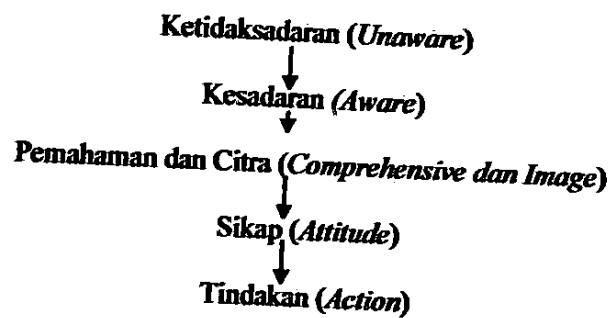 Ketidaksadaran (Unaware)
Kesadaran (Aware)
Pemahaman dan Citra (Comprehensive dan Image)
Sikap (Attitude)
Tindakan (Action)